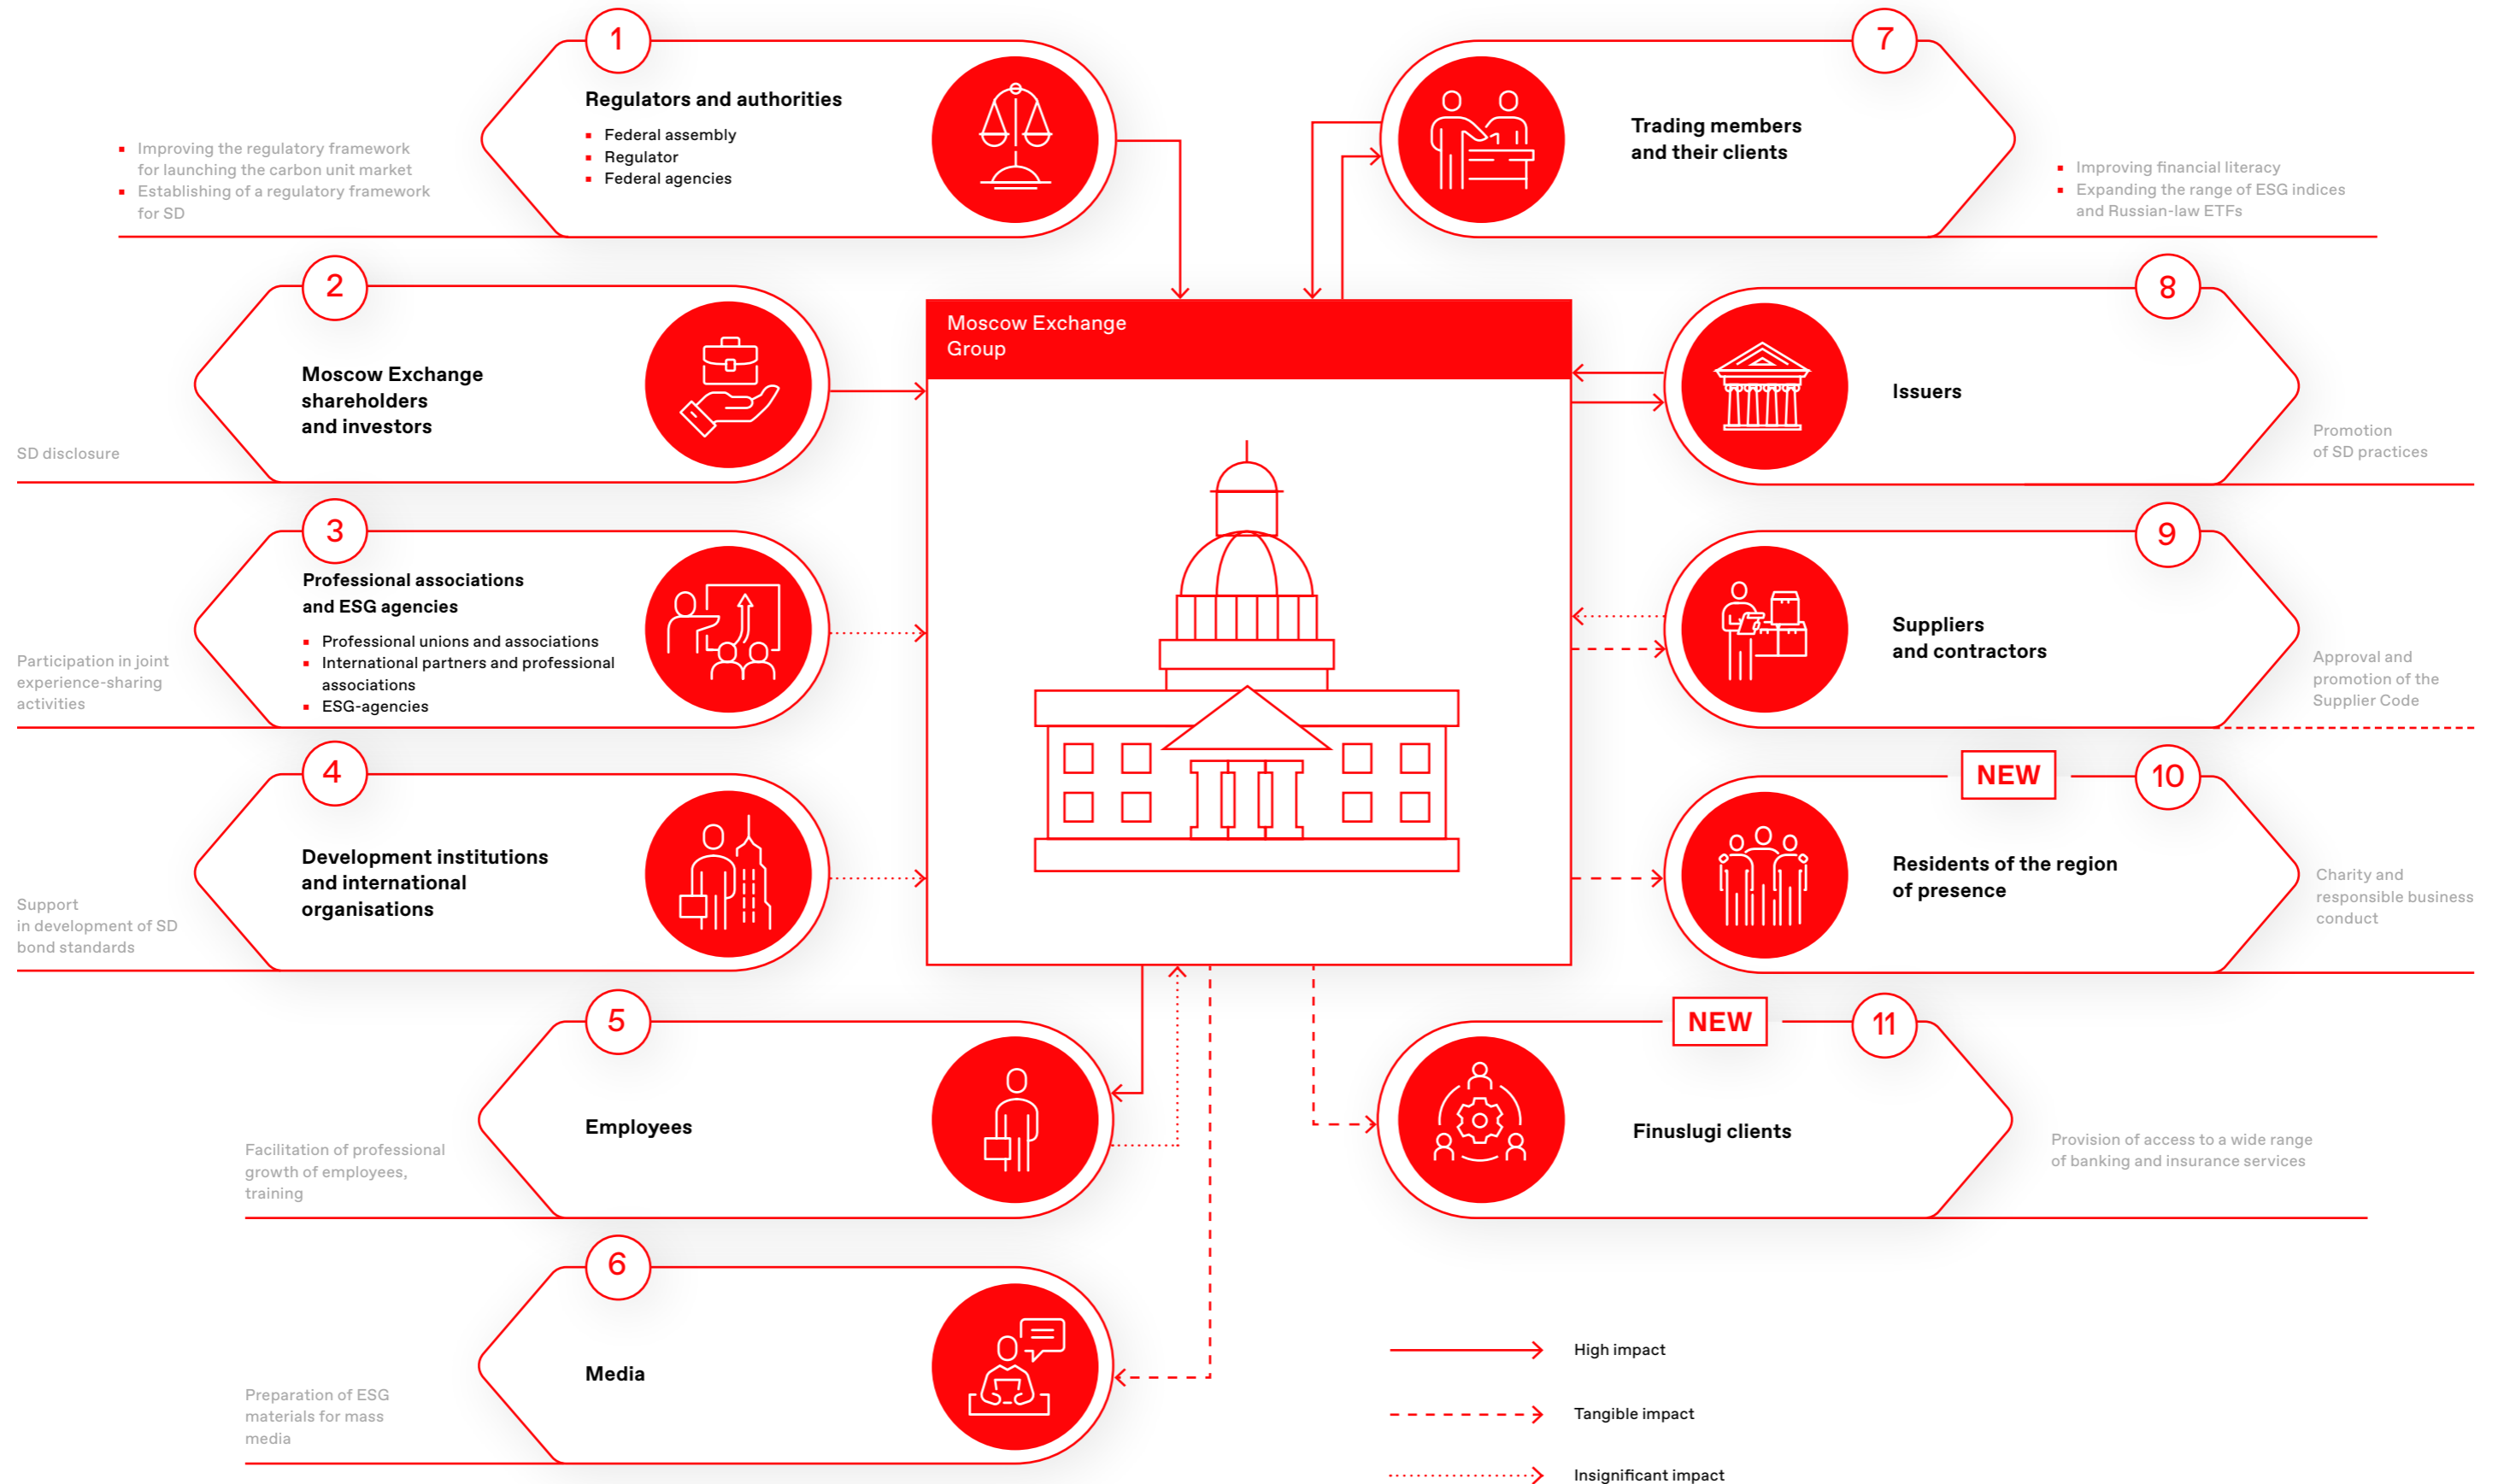 1
Regulators and authorities
Federal assembly
Regulator
Federal agencies
Improving the regulatory framework
for launching the carbon unit market
Establishing of a regulatory framework
for SD
2
Moscow Exchange
shareholders
and investors
SD disclosure
3
Professional associations
and ESG agencies
Professional unions and associations
International partners and professional
associations
ESG-agencies
Participation in joint
experience-sharing
activities
4
Development institutions
and international
organisations
Support
in development of SD
bond standards
5
Employees
Facilitation of professional
growth of employees,
training
6
Media
Preparation of ESG
materials for mass
media
Moscow Exchange
Group
7
Trading members
and their clients
Improving financial literacy
Expanding the range of ESG indices
and Russian-law ETFs
8
Issuers
Promotion
of SD practices
9
Suppliers
and contractors
Approval and
promotion of the
Supplier Code
NEW
10
Residents of the region
of presence
Charity and
responsible business
conduct
NEW
11
Finuslugi clients
Provision of access to a wide range
of banking and insurance services
High impact
Tangible impact
Insignificant impact